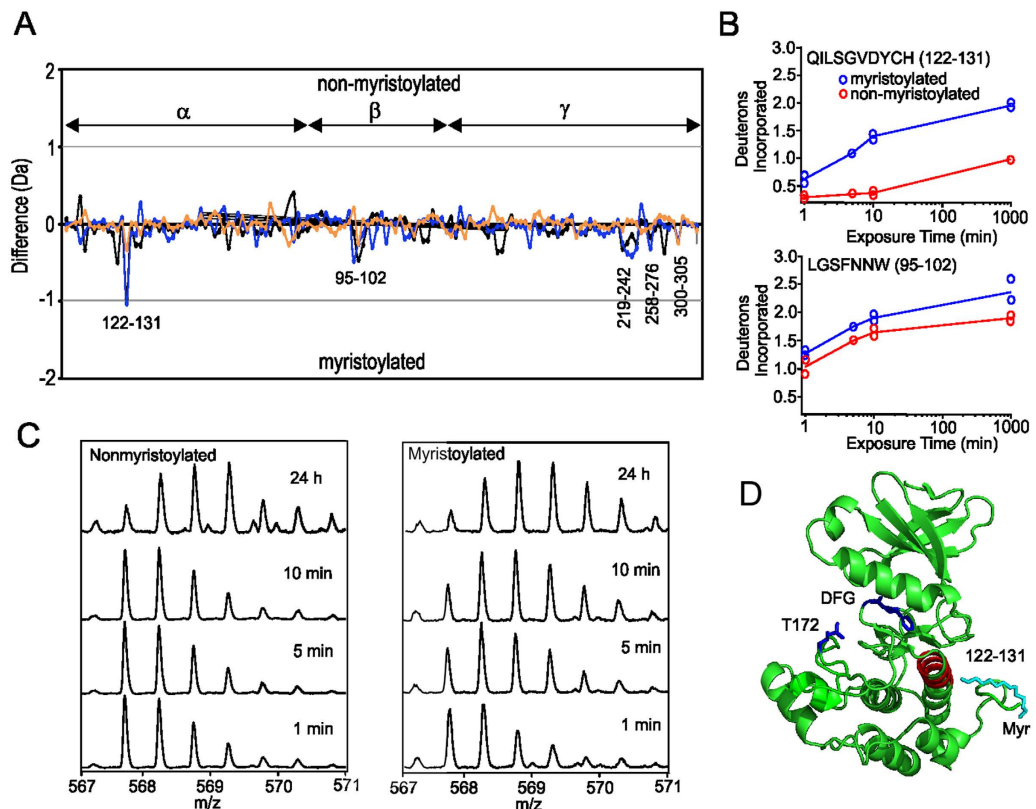 A
2
1
0
-1
-2
Difference (Da)
non-myristoylated
α
β
γ
122-131
95-102
219-242
258-276
300-305
myristoylated
B
3.0
2.5
2.0
1.5
1.0
0.5
Deuterons
Incorporated
QILSGVDYCH (122-131)
myristoylated
non-myristoylated
1
10
100
1000
Exposure Time (min)
3.0
2.5
2.0
1.5
1.0
0.5
Deuterons
Incorporated
LGSFNNW (95-102)
1
10
100
1000
Exposure Time (min)
C
Nonmyristoylated
24 h
10 min
5 min
1 min
567
568
569
570
571
m/z
Myristoylated
24 h
10 min
5 min
1 min
567
568
569
570
571
m/z
D
DFG
T172
122-131
Myr